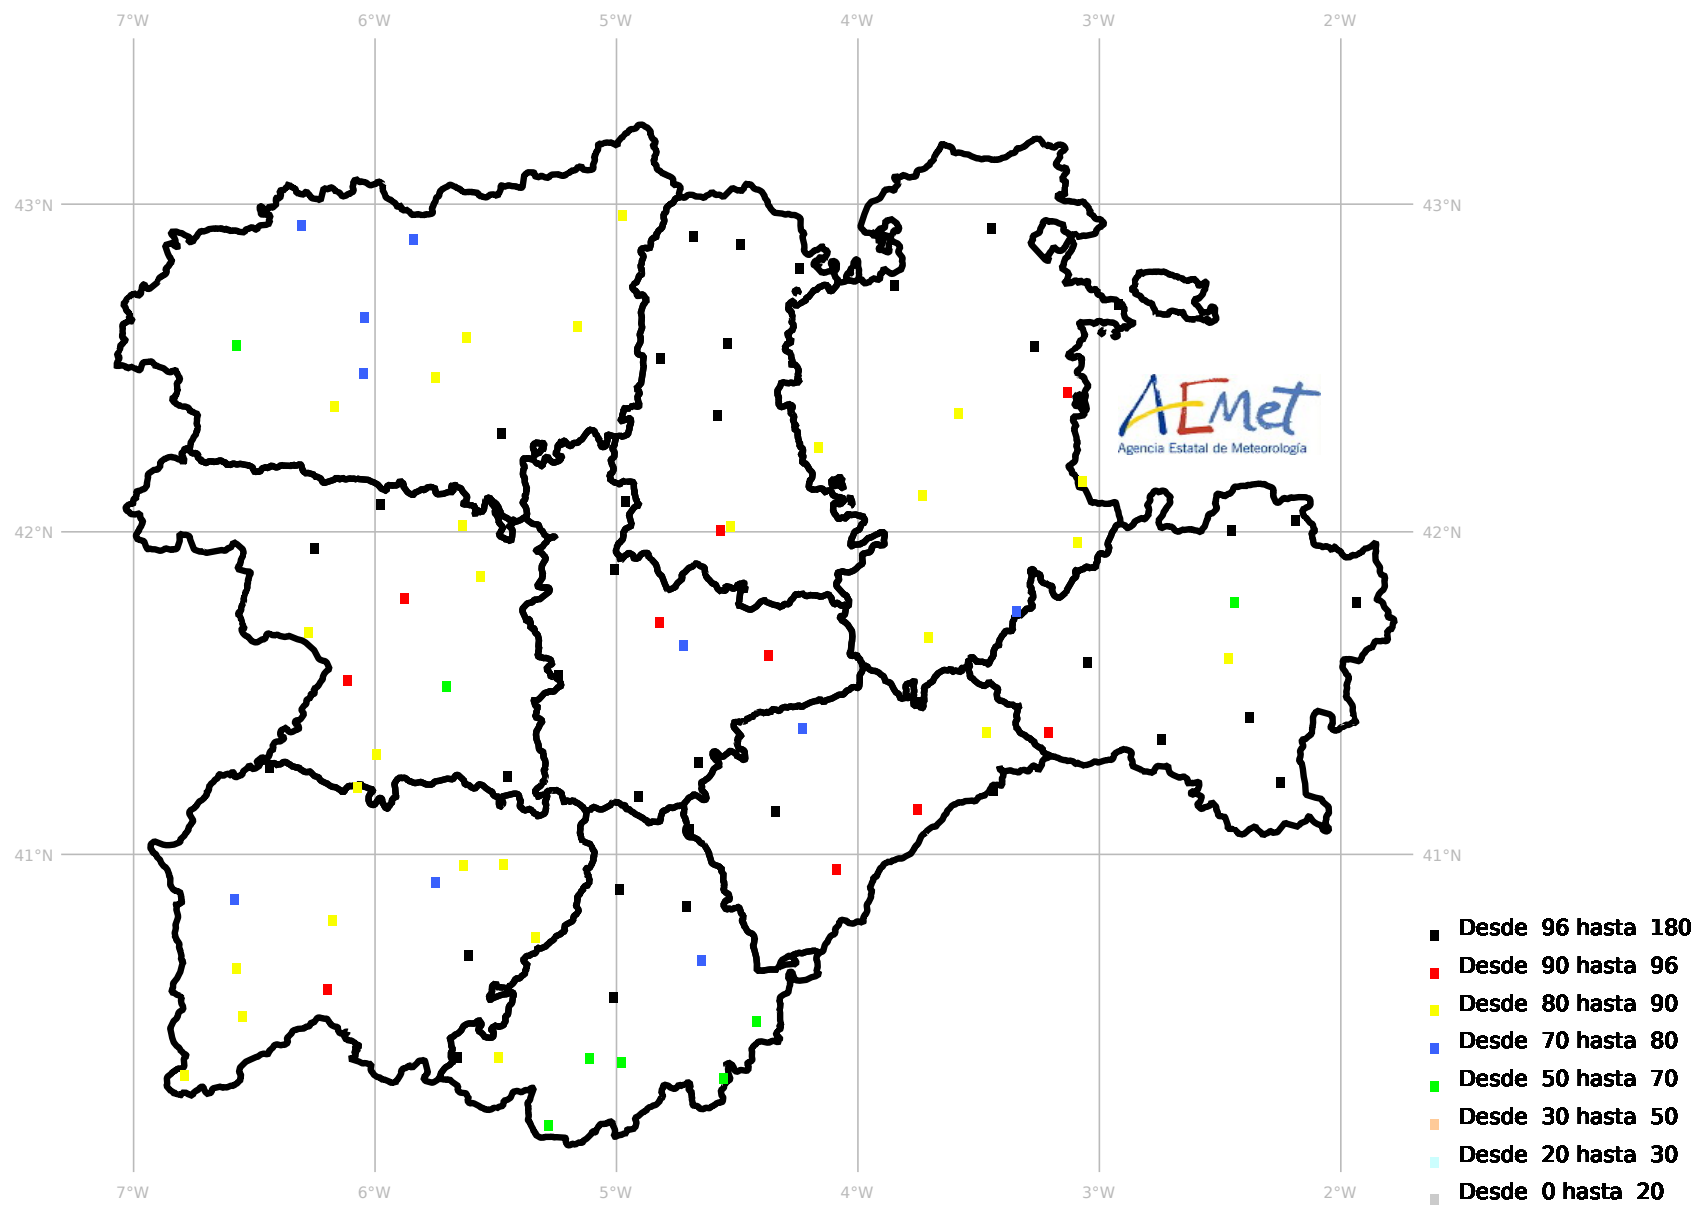 7°W 6°W 5°W 4°W 3°W 2°W
43°N 43°N
AEMet
Agencia Estatal de Meteorología
42°N 42°N
41°N 41°N
Desde 96 hasta 180
Desde 90 hasta 96
Desde 80 hasta 90
Desde 70 hasta 80
Desde 50 hasta 70
Desde 30 hasta 50
Desde 20 hasta 30
Desde 0 hasta 20
7°W 6°W 5°W 4°W 3°W 2°W